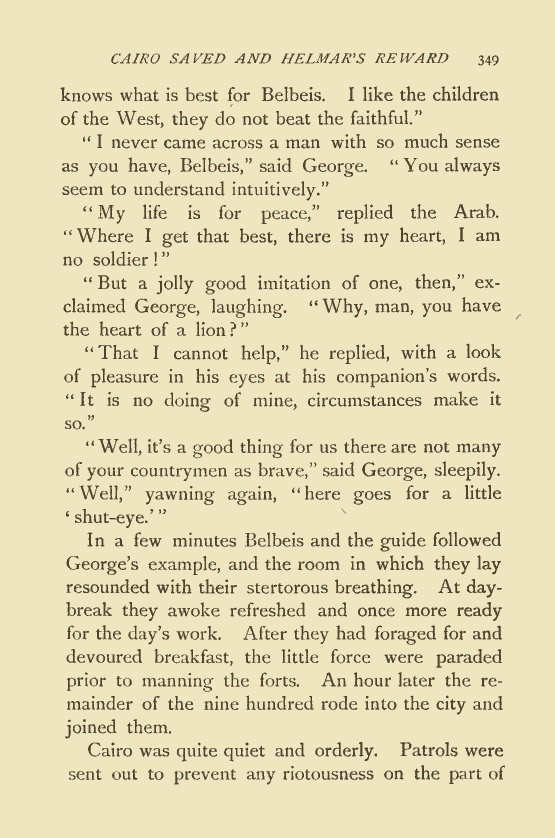 CAIRO SAVED AND HELMAR'S REWARD 349
knows what is best for Belbeis. I like the children
of the West, they do not beat the faithful."
"I never came across a man with so much sense
as you have, Belbeis," said George. "You always
seem to understand intuitively."
"My life is for peace," replied the Arab.
"Where I get that best, there is my heart, I am
no soldier!"
"But a jolly good imitation of one, then," ex-
claimed George, laughing. "Why, man, you have
the heart of a lion?"
"That I cannot help," he replied, with a look
of pleasure in his eyes at his companion's words.
"It is no doing of mine, circumstances make it
so."
"Well, it's a good thing for us there are not many
of your countrymen as brave," said George, sleepily.
"Well," yawning again, "here goes for a little
'shut-eye.'"
In a few minutes Belbeis and the guide followed
George's example, and the room in which they lay
resounded with their stertorous breathing. At day-
break they awoke refreshed and once more ready
for the day's work. After they had foraged for and
devoured breakfast, the little force were paraded
prior to manning the forts. An hour later the re-
mainder of the nine hundred rode into the city and
joined them.
Cairo was quite quiet and orderly. Patrols were
sent out to prevent any riotousness on the part of